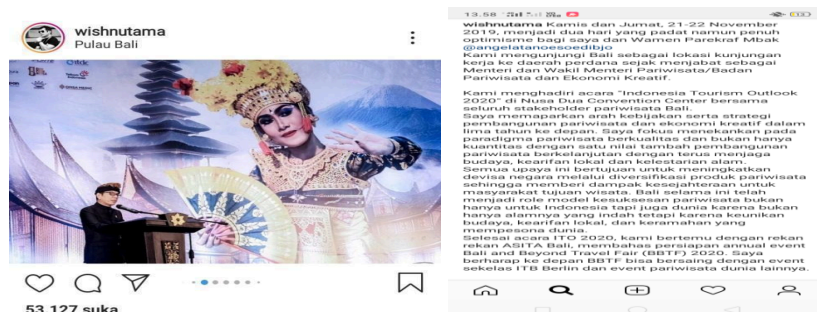 wishnutama
Pulau Bali
53.127 suka
13.58
wishnutama Kamis dan Jumat, 21-22 November
2019, menjadi dua hari yang padat namun penuh
optimisme bagi saya dan Wamen Parekraf Mbak
@angelatanoesoedibjo
Kami mengunjungi Bali sebagai lokasi kunjungan
kerja ke daerah perdana sejak menjabat sebagai
Menteri dan Wakil Menteri Pariwisata/Badan
Pariwisata dan Ekonomi Kreatif.
Kami menghadiri acara "Indonesia Tourism Outlook
2020" di Nusa Dua Convention Center bersama
seluruh stakeholder pariwisata Bali.
Saya memaparkan arah kebijakan serta strategi
pembangunan pariwisata dan ekonomi kreatif dalam
lima tahun ke depan. Saya fokus menekankan pada
paradigma pariwisata berkualitas dan bukan hanya
kuantitas dengan satu nilai tambah pembangunan
pariwisata berkelanjutan dengan terus menjaga
budaya, kearifan lokal dan kelestarian alam.
Semua upaya ini bertujuan untuk meningkatkan
devisa negara melalui diversifikasi produk pariwisata
sehingga memberi dampak kesejahteraan untuk
masyarakat tujuan wisata. Bali selama ini telah
menjadi role model kesuksesan pariwisata bukan
hanya untuk Indonesia tapi juga dunia karena bukan
hanya alamnya yang indah tetapi karena keunikan
budaya, kearifan lokal, dan keramahan yang
mempesona dunia.
Selesai acara ITO 2020, kami bertemu dengan rekan
rekan ASITA Bali, membahas persiapan annual event
Bali and Beyond Travel Fair (BBTF) 2020. Saya
berharap ke depan BBTF bisa bersaing dengan event
sekelas ITB Berlin dan event pariwisata dunia lainnya.